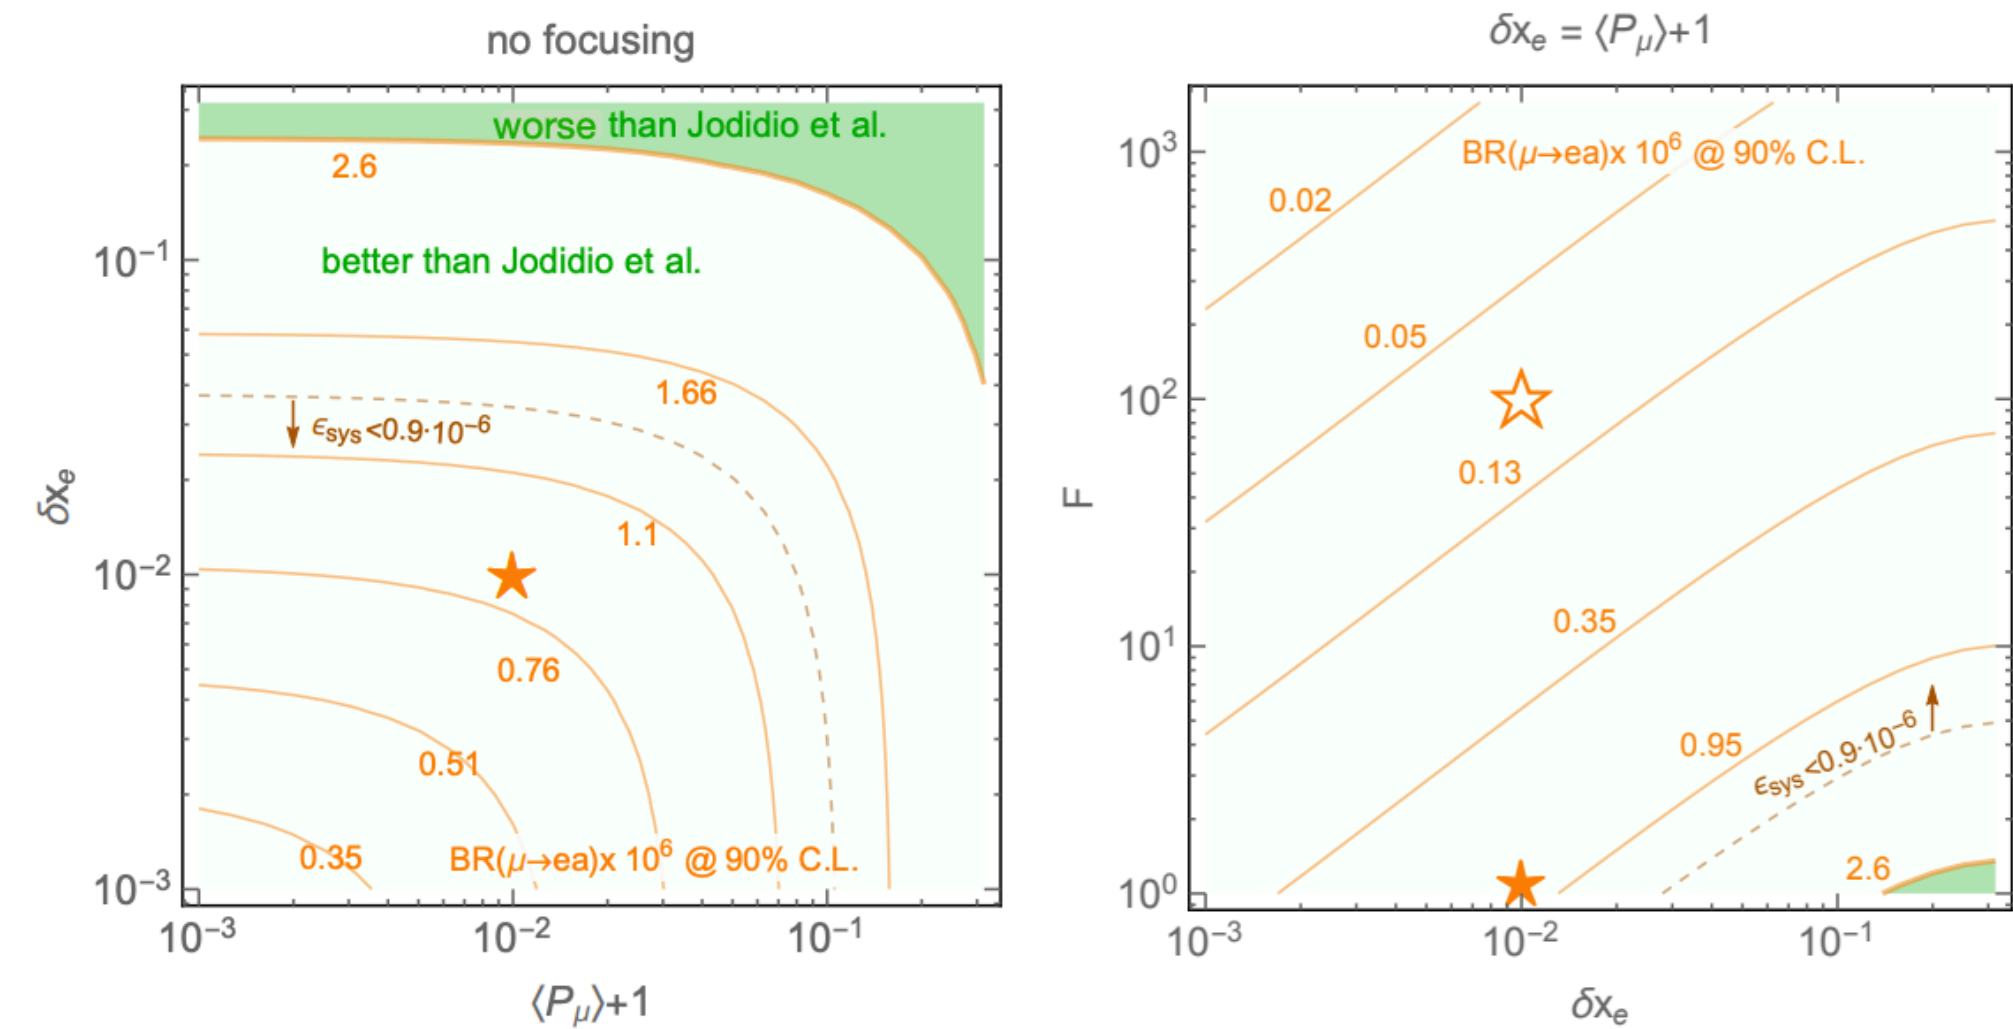 no focusing
worse than Jodidio et al.
2.6
better than Jodidio et al.
1.66
ϵsys<0.9·10⁻⁶
1.1
0.76
0.51
0.35
BR(μ→ea)x 10⁶ @ 90% C.L.
10⁻¹
10⁻²
10⁻³
δxₑ
10⁻³
10⁻²
10⁻¹
⟨Pμ⟩+1
δxₑ = ⟨Pμ⟩+1
BR(μ→ea)x 10⁶ @ 90% C.L.
0.02
0.05
0.13
0.35
0.95
ϵsys<0.9·10⁻⁶
2.6
10³
10²
10¹
10⁰
F
10⁻³
10⁻²
10⁻¹
δxₑ